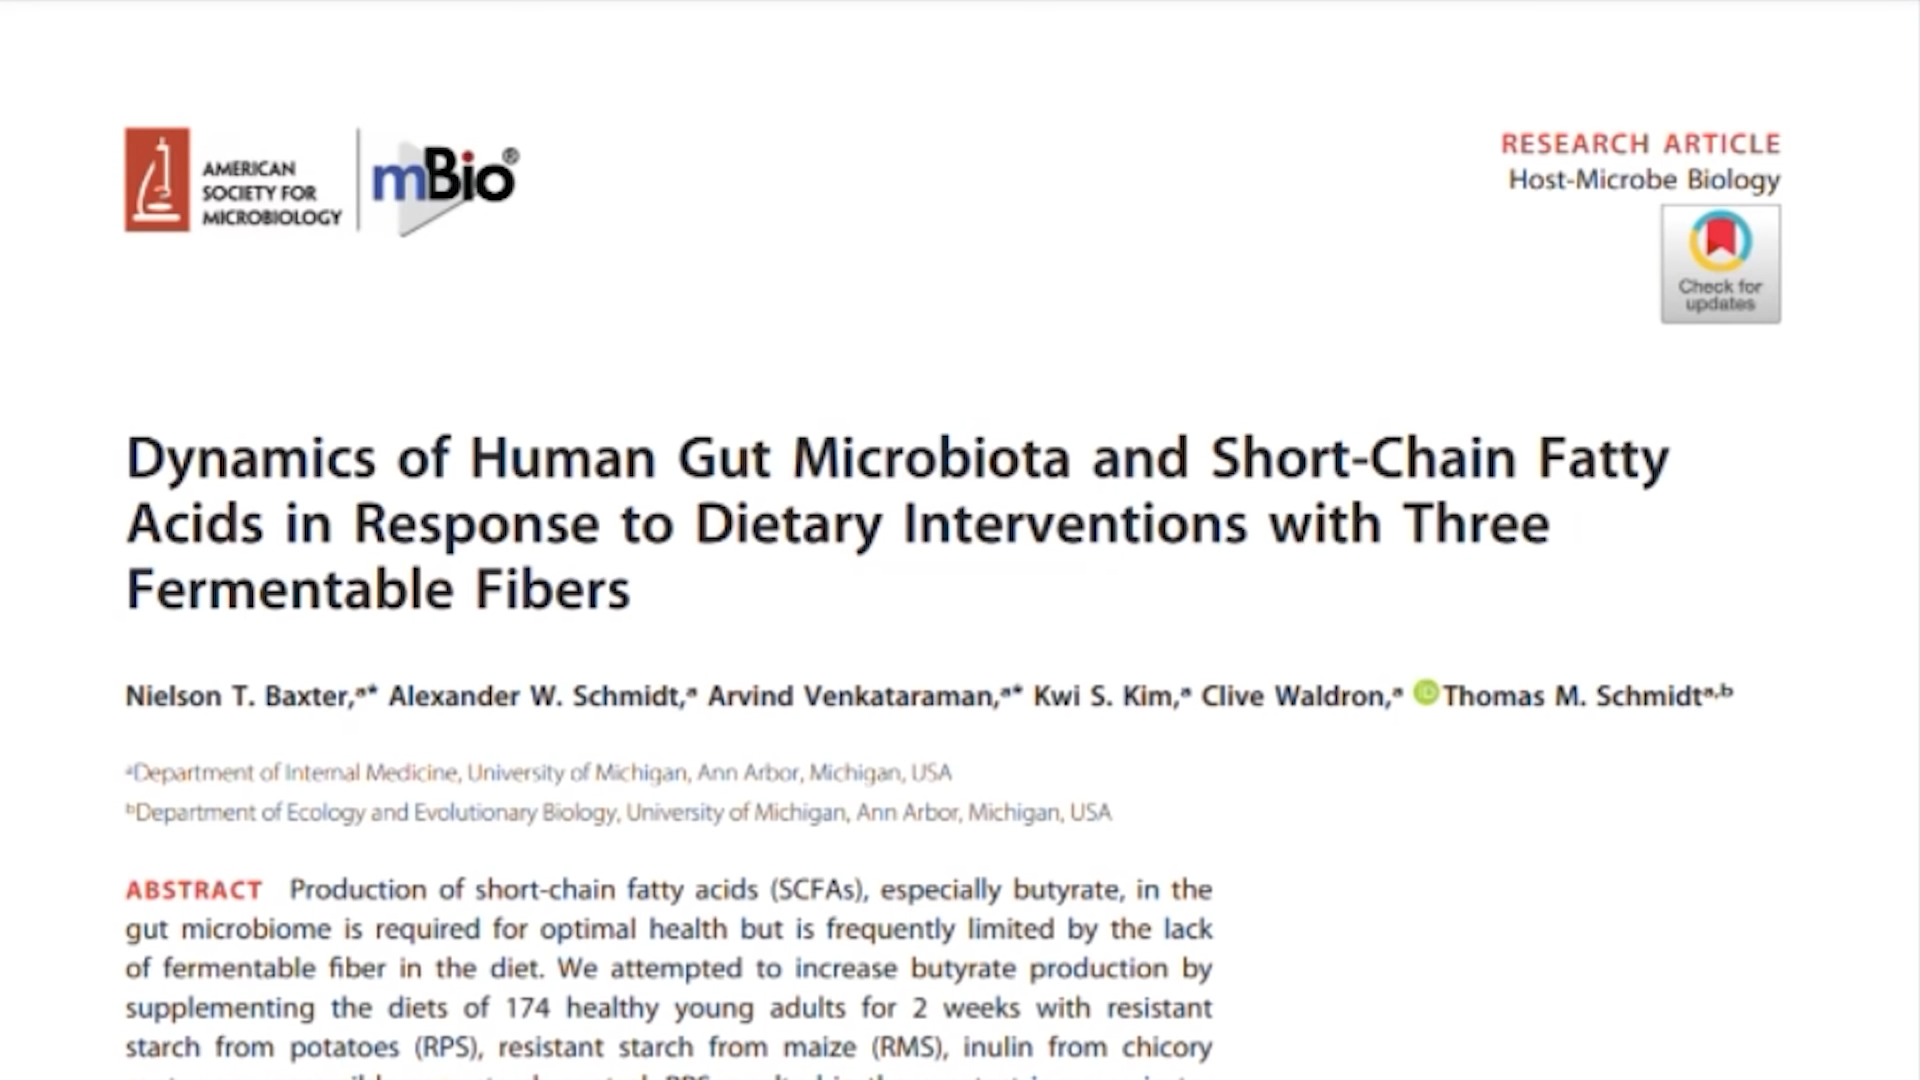 AMERICAN
SOCIETY FOR
MICROBIOLOGY
mBio®
RESEARCH ARTICLE
Host-Microbe Biology
Check for
updates
Dynamics of Human Gut Microbiota and Short-Chain Fatty
Acids in Response to Dietary Interventions with Three
Fermentable Fibers
Nielson T. Baxter,ᵃ* Alexander W. Schmidt,ᵃ Arvind Venkataraman,ᵃ* Kwi S. Kim,ᵃ Clive Waldron,ᵃ iD Thomas M. Schmidtᵃ,ᵇ
ᵃDepartment of Internal Medicine, University of Michigan, Ann Arbor, Michigan, USA
ᵇDepartment of Ecology and Evolutionary Biology, University of Michigan, Ann Arbor, Michigan, USA
ABSTRACT Production of short-chain fatty acids (SCFAs), especially butyrate, in the
gut microbiome is required for optimal health but is frequently limited by the lack
of fermentable fiber in the diet. We attempted to increase butyrate production by
supplementing the diets of 174 healthy young adults for 2 weeks with resistant
starch from potatoes (RPS), resistant starch from maize (RMS), inulin from chicory